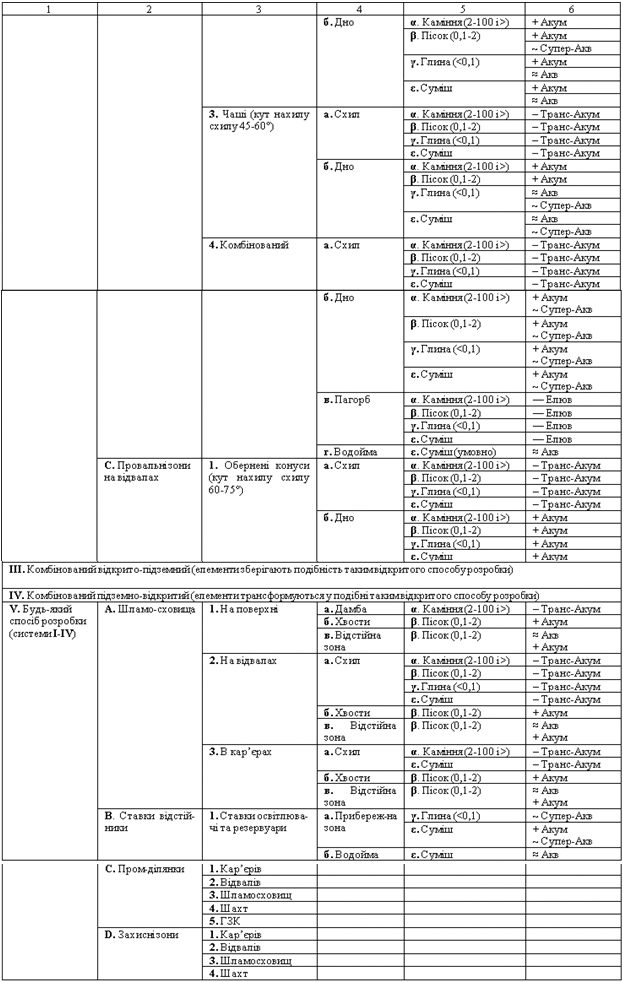 1 2 3 4 5 6
б. Дно α. Каміння (2-100 і>) + Акум
β. Пісок (0,1-2) + Акум
~ Супер-Акв
γ. Глина (<0,1) + Акум
≈ Акв
ε. Суміш + Акум
≈ Акв
3. Чаші (кут нахилу а. Схил α. Каміння (2-100 і>) – Транс-Акум
схилу 45-60°) β. Пісок (0,1-2) – Транс-Акум
γ. Глина (<0,1) – Транс-Акум
ε. Суміш – Транс-Акум
б. Дно α. Каміння (2-100 і>) + Акум
β. Пісок (0,1-2) + Акум
γ. Глина (<0,1) ≈ Акв
~ Супер-Акв
ε. Суміш ≈ Акв
~ Супер-Акв
4. Комбінований а. Схил α. Каміння (2-100 і>) – Транс-Акум
β. Пісок (0,1-2) – Транс-Акум
γ. Глина (<0,1) – Транс-Акум
ε. Суміш – Транс-Акум
б. Дно α. Каміння (2-100 і>) + Акум
~ Супер-Акв
β. Пісок (0,1-2) + Акум
~ Супер-Акв
γ. Глина (<0,1) + Акум
~ Супер-Акв
ε. Суміш + Акум
~ Супер-Акв
в. Пагорб α. Каміння (2-100 і>) — Елюв
β. Пісок (0,1-2) — Елюв
γ. Глина (<0,1) — Елюв
ε. Суміш — Елюв
г. Водойма ε. Суміш (умовно) ≈ Акв
С. Провальні зони 1. Обернені конуси а. Схил α. Каміння (2-100 і>) – Транс-Акум
на відвалах (кут нахилу схилу β. Пісок (0,1-2) – Транс-Акум
60-75°) γ. Глина (<0,1) – Транс-Акум
ε. Суміш – Транс-Акум
б. Дно α. Каміння (2-100 і>) + Акум
β. Пісок (0,1-2) + Акум
γ. Глина (<0,1) + Акум
ε. Суміш + Акум
III. Комбінований відкрито-підземний (елементи зберігають подібність таким відкритого способу розробки)
IV. Комбінований підземно-відкритий (елементи трансформуються у подібні таким відкритого способу розробки)
V. Будь-який А. Шламо-сховища 1. На поверхні а. Дамба α. Каміння (2-100 і>) – Транс-Акум
спосіб розробки б. Хвости β. Пісок (0,1-2) + Акум
(системи I-IV) в. Відстійна β. Пісок (0,1-2) ≈ Акв
зона + Акум
2. На відвалах а. Схил α. Каміння (2-100 і>) – Транс-Акум
β. Пісок (0,1-2) – Транс-Акум
γ. Глина (<0,1) – Транс-Акум
ε. Суміш – Транс-Акум
б. Хвости β. Пісок (0,1-2) + Акум
в. Відстійна β. Пісок (0,1-2) ≈ Акв
зона + Акум
3. В кар’єрах а. Схил α. Каміння (2-100 і>) – Транс-Акум
ε. Суміш – Транс-Акум
б. Хвости β. Пісок (0,1-2) + Акум
в. Відстійна β. Пісок (0,1-2) ≈ Акв
зона + Акум
В. Ставки відстій- 1. Ставки освітлюва- а. Прибереж-на γ. Глина (<0,1) ~ Супер-Акв
ники чі та резервуари зона ε. Суміш + Акум
~ Супер-Акв
б. Водойма ε. Суміш ≈ Акв
С. Пром-ділянки 1. Кар’єрів
2. Відвалів
3. Шламосховищ
4. Шахт
5. ГЗК
D. Захисні зони 1. Кар’єрів
2. Відвалів
3. Шламосховищ
4. Шахт